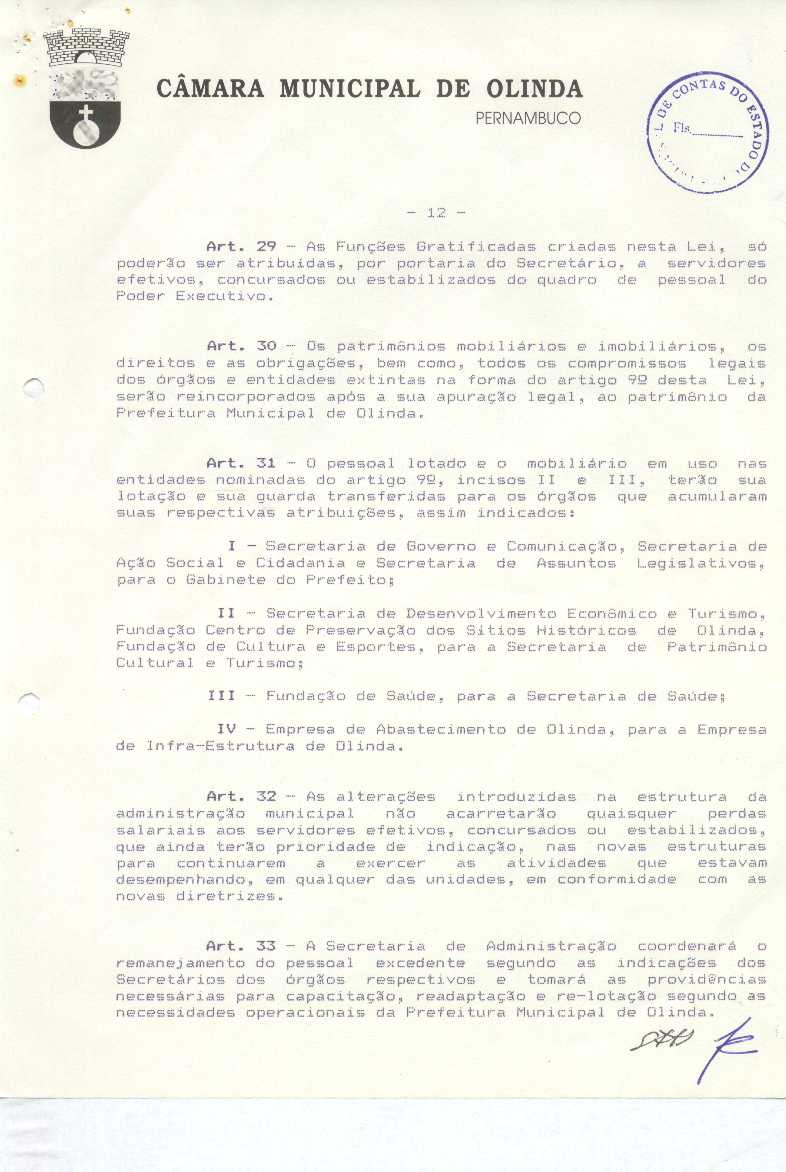 CÂMARA MUNICIPAL DE OLINDA
PERNAMBUCO
DE CONTAS DO ESTADO DE
Fls.
- 12 -
Art. 29 - As Funções Gratificadas criadas nesta Lei, só
poderão ser atribuidas, por portaria do Secretário, a servidores
efetivos, concursados ou estabilizados do quadro de pessoal do
Poder Executivo.
Art. 30 - Os patrimônios mobiliários e imobiliários, os
direitos e as obrigações, bem como, todos os compromissos legais
dos órgãos e entidades extintas na forma do artigo 9º desta Lei,
serão reincorporados após a sua apuração legal, ao patrimônio da
Prefeitura Municipal de Olinda.
Art. 31 - O pessoal lotado e o mobiliário em uso nas
entidades nominadas do artigo 9º, incisos II e III, terão sua
lotação e sua guarda transferidas para os órgãos que acumularam
suas respectivas atribuições, assim indicados:
I - Secretaria de Governo e Comunicação, Secretaria de
Ação Social e Cidadania e Secretaria de Assuntos Legislativos,
para o Gabinete do Prefeito;
II - Secretaria de Desenvolvimento Econômico e Turismo,
Fundação Centro de Preservação dos Sítios Históricos de Olinda,
Fundação de Cultura e Esportes, para a Secretaria de Patrimônio
Cultural e Turismo;
III - Fundação de Saúde, para a Secretaria de Saúde;
IV - Empresa de Abastecimento de Olinda, para a Empresa
de Infra-Estrutura de Olinda.
Art. 32 - As alterações introduzidas na estrutura da
administração municipal não acarretarão quaisquer perdas
salariais aos servidores efetivos, concursados ou estabilizados,
que ainda terão prioridade de indicação, nas novas estruturas
para continuarem a exercer as atividades que estavam
desempenhando, em qualquer das unidades, em conformidade com as
novas diretrizes.
Art. 33 - A Secretaria de Administração coordenará o
remanejamento do pessoal excedente segundo as indicações dos
Secretários dos órgãos respectivos e tomará as providências
necessárias para capacitação, readaptação e re-lotação segundo as
necessidades operacionais da Prefeitura Municipal de Olinda.